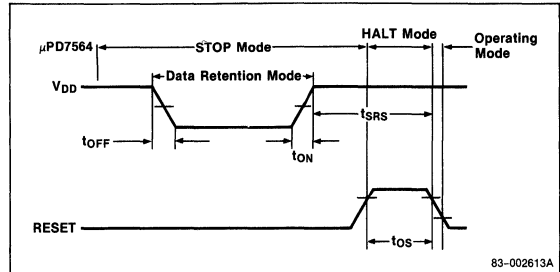 HALT Mode
μPD7564
STOP Mode
Operating Mode
Data Retention Mode
VDD
tSRS
tOFF
tON
RESET
tOS
83-002613A